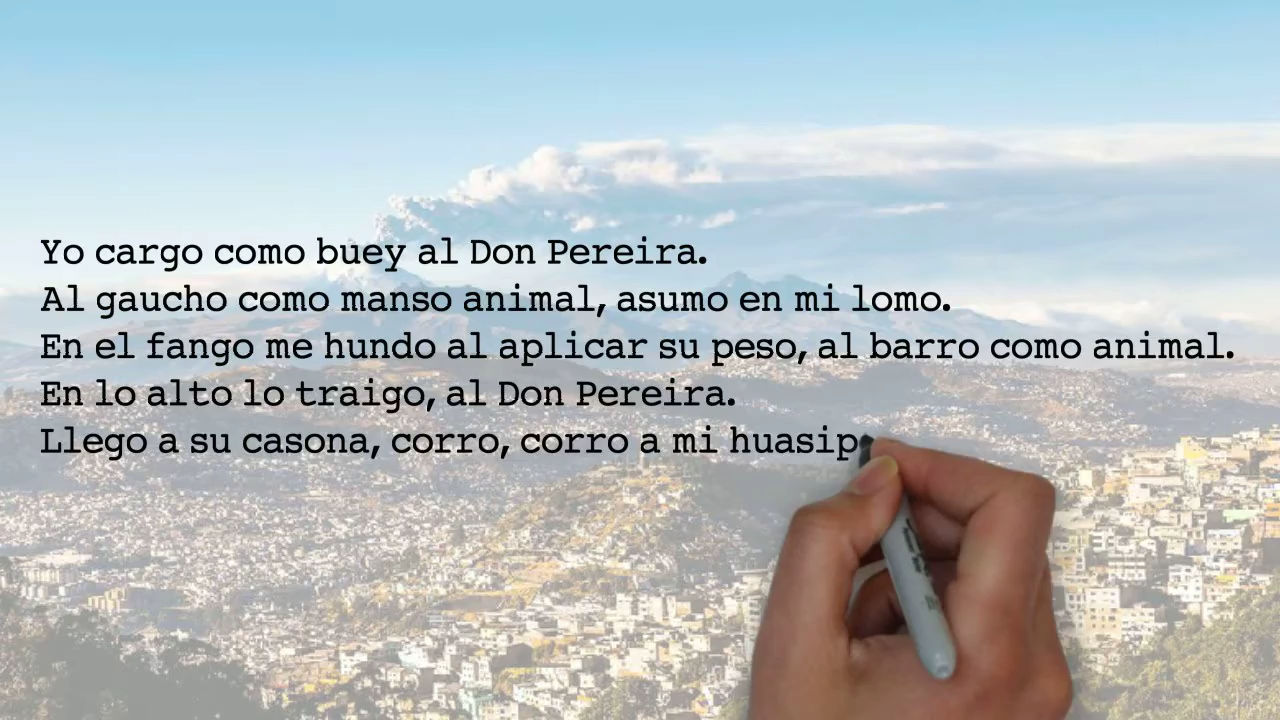 Yo cargo como buey al Don Pereira.
Al gaucho como manso animal, asumo en mi lomo.
En el fango me hundo al aplicar su peso, al barro como animal.
En lo alto lo traigo, al Don Pereira.
Llego a su casona, corro, corro a mi huasip